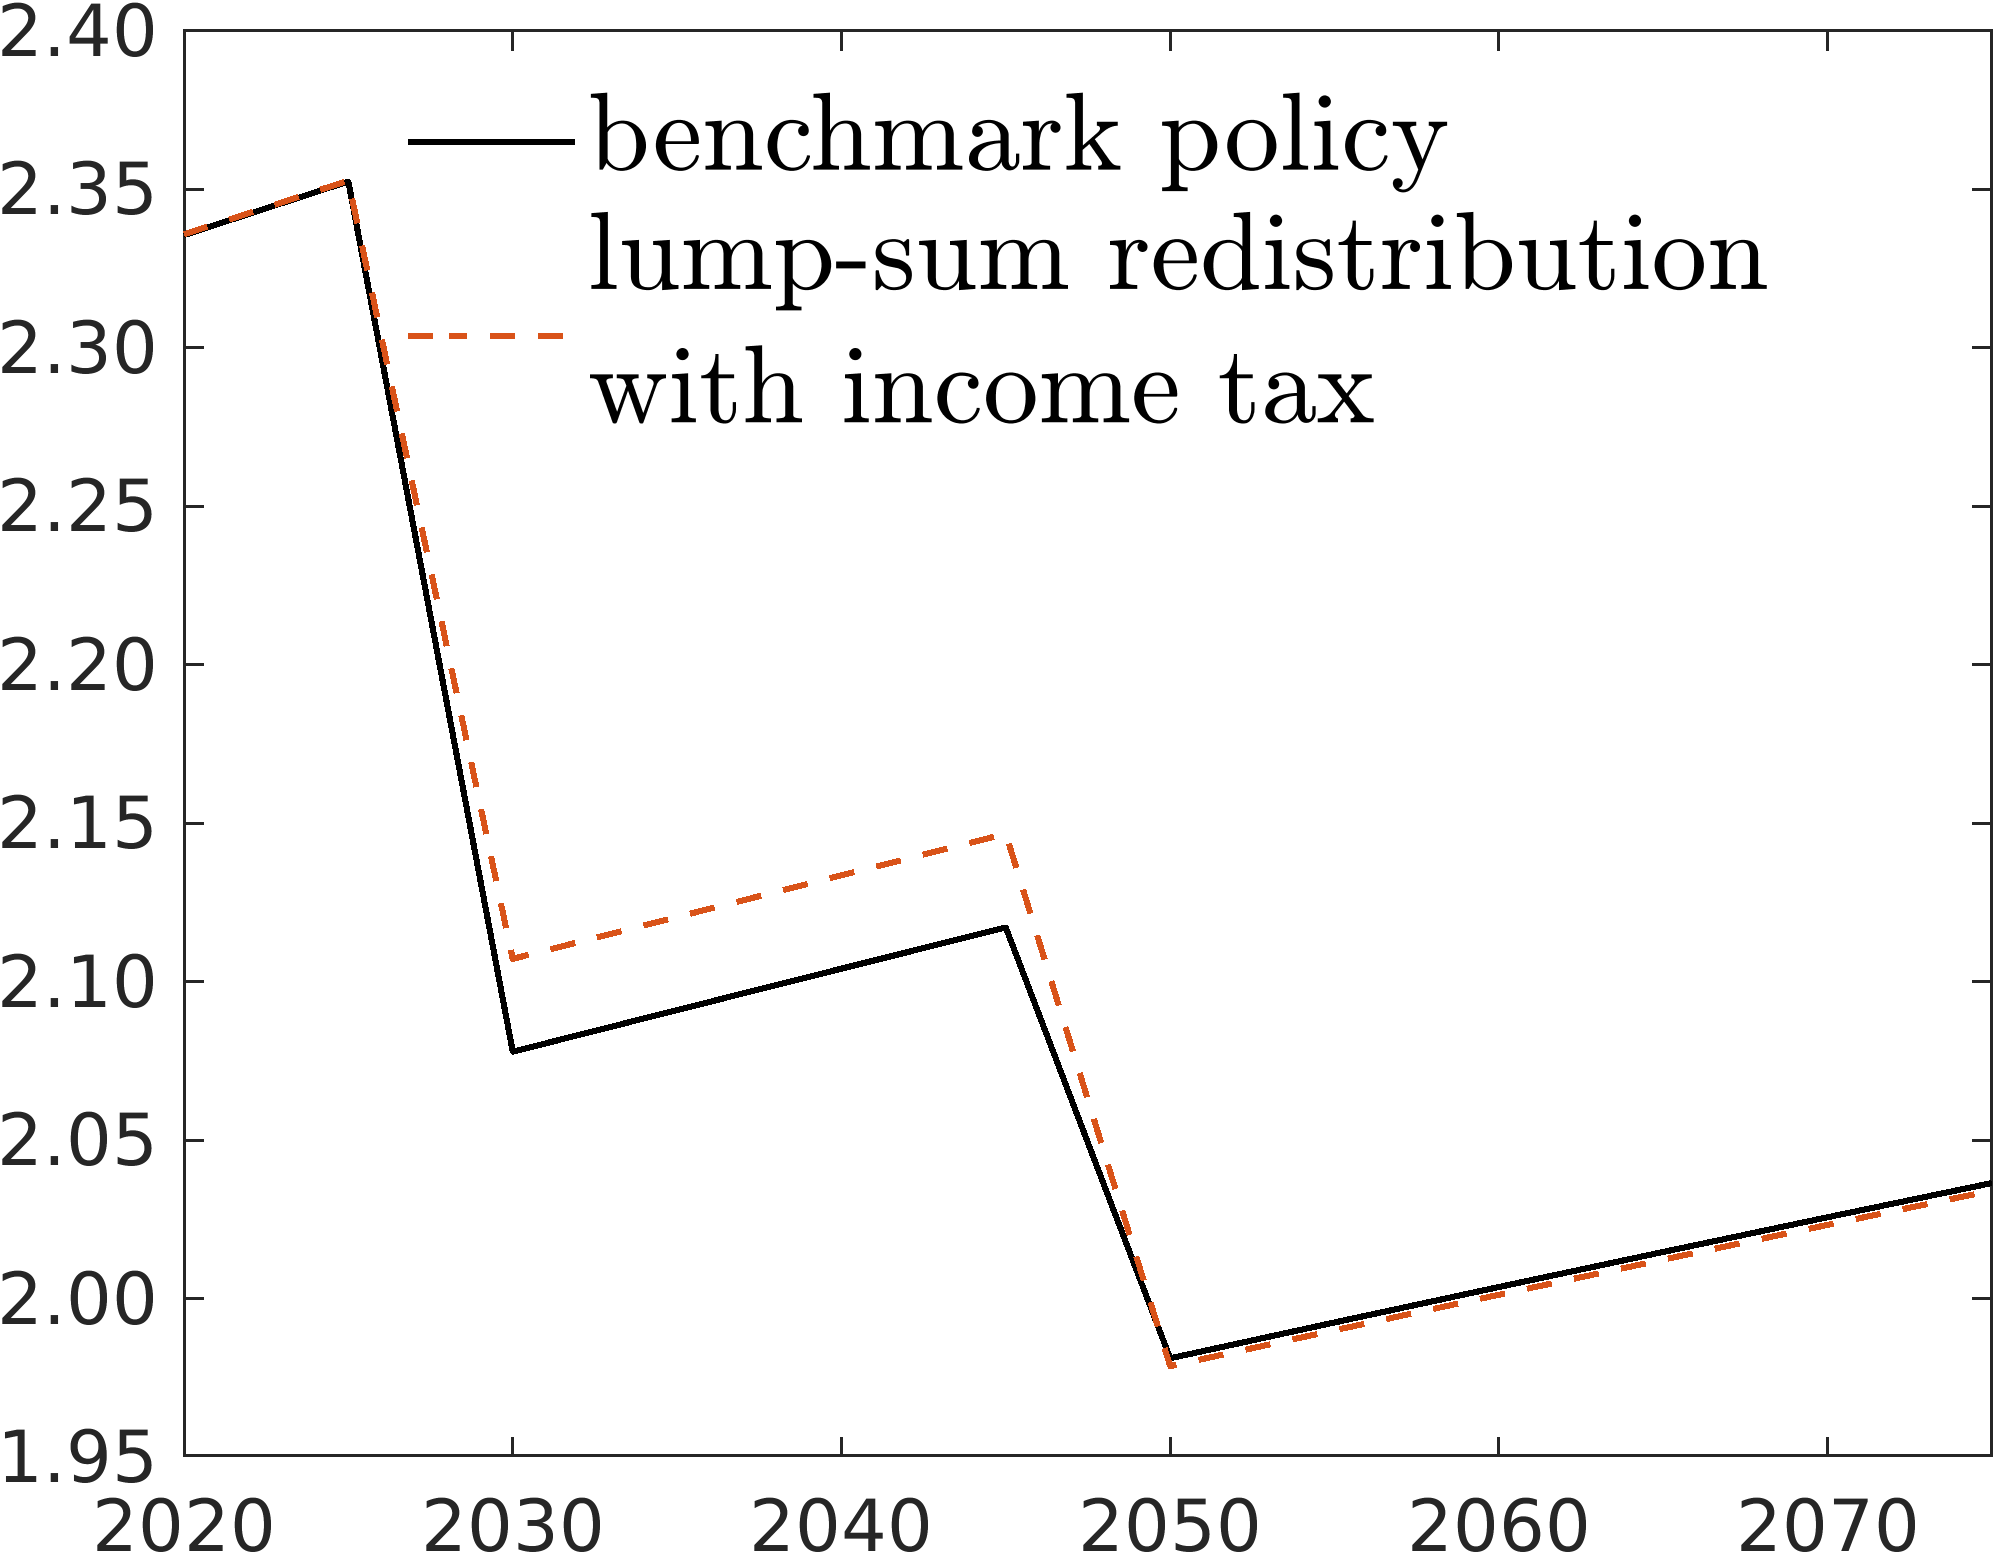 2.40
2.35
2.30
2.25
2.20
2.15
2.10
2.05
2.00
1.95
benchmark policy
lump-sum redistribution
with income tax
2020 2030 2040 2050 2060 2070